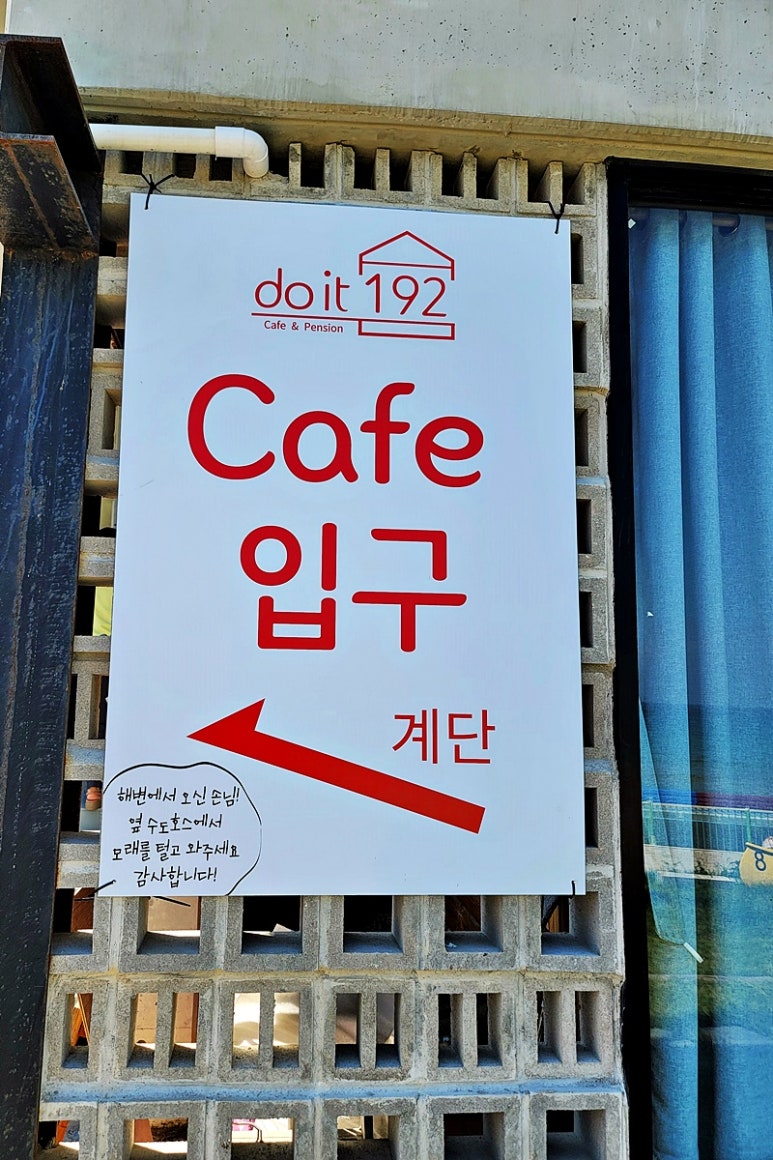 do it 192
Cafe & Pension
Cafe
입구
계단
해변에서 오신 손님!
옆 수도호스에서
모래를 털고 와주세요
감사합니다!
8